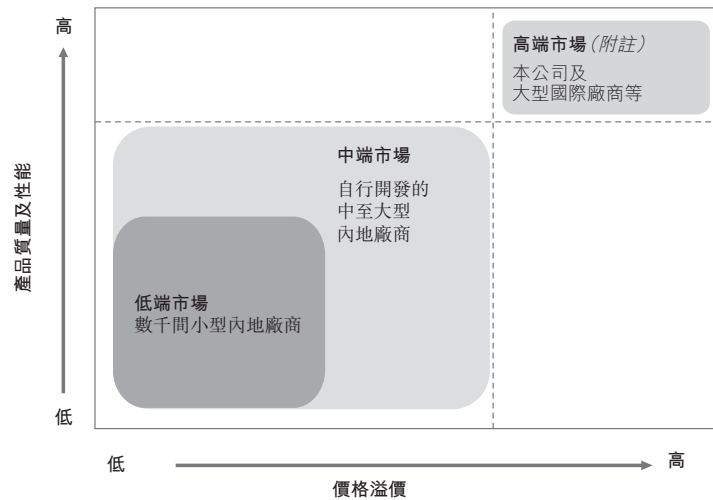 高
高端市場(附註)
本公司及
大型國際廠商等
中端市場
自行開發的
中至大型
內地廠商
產品質量及性能
低端市場
數千間小型內地廠商
低
低
高
價格溢價